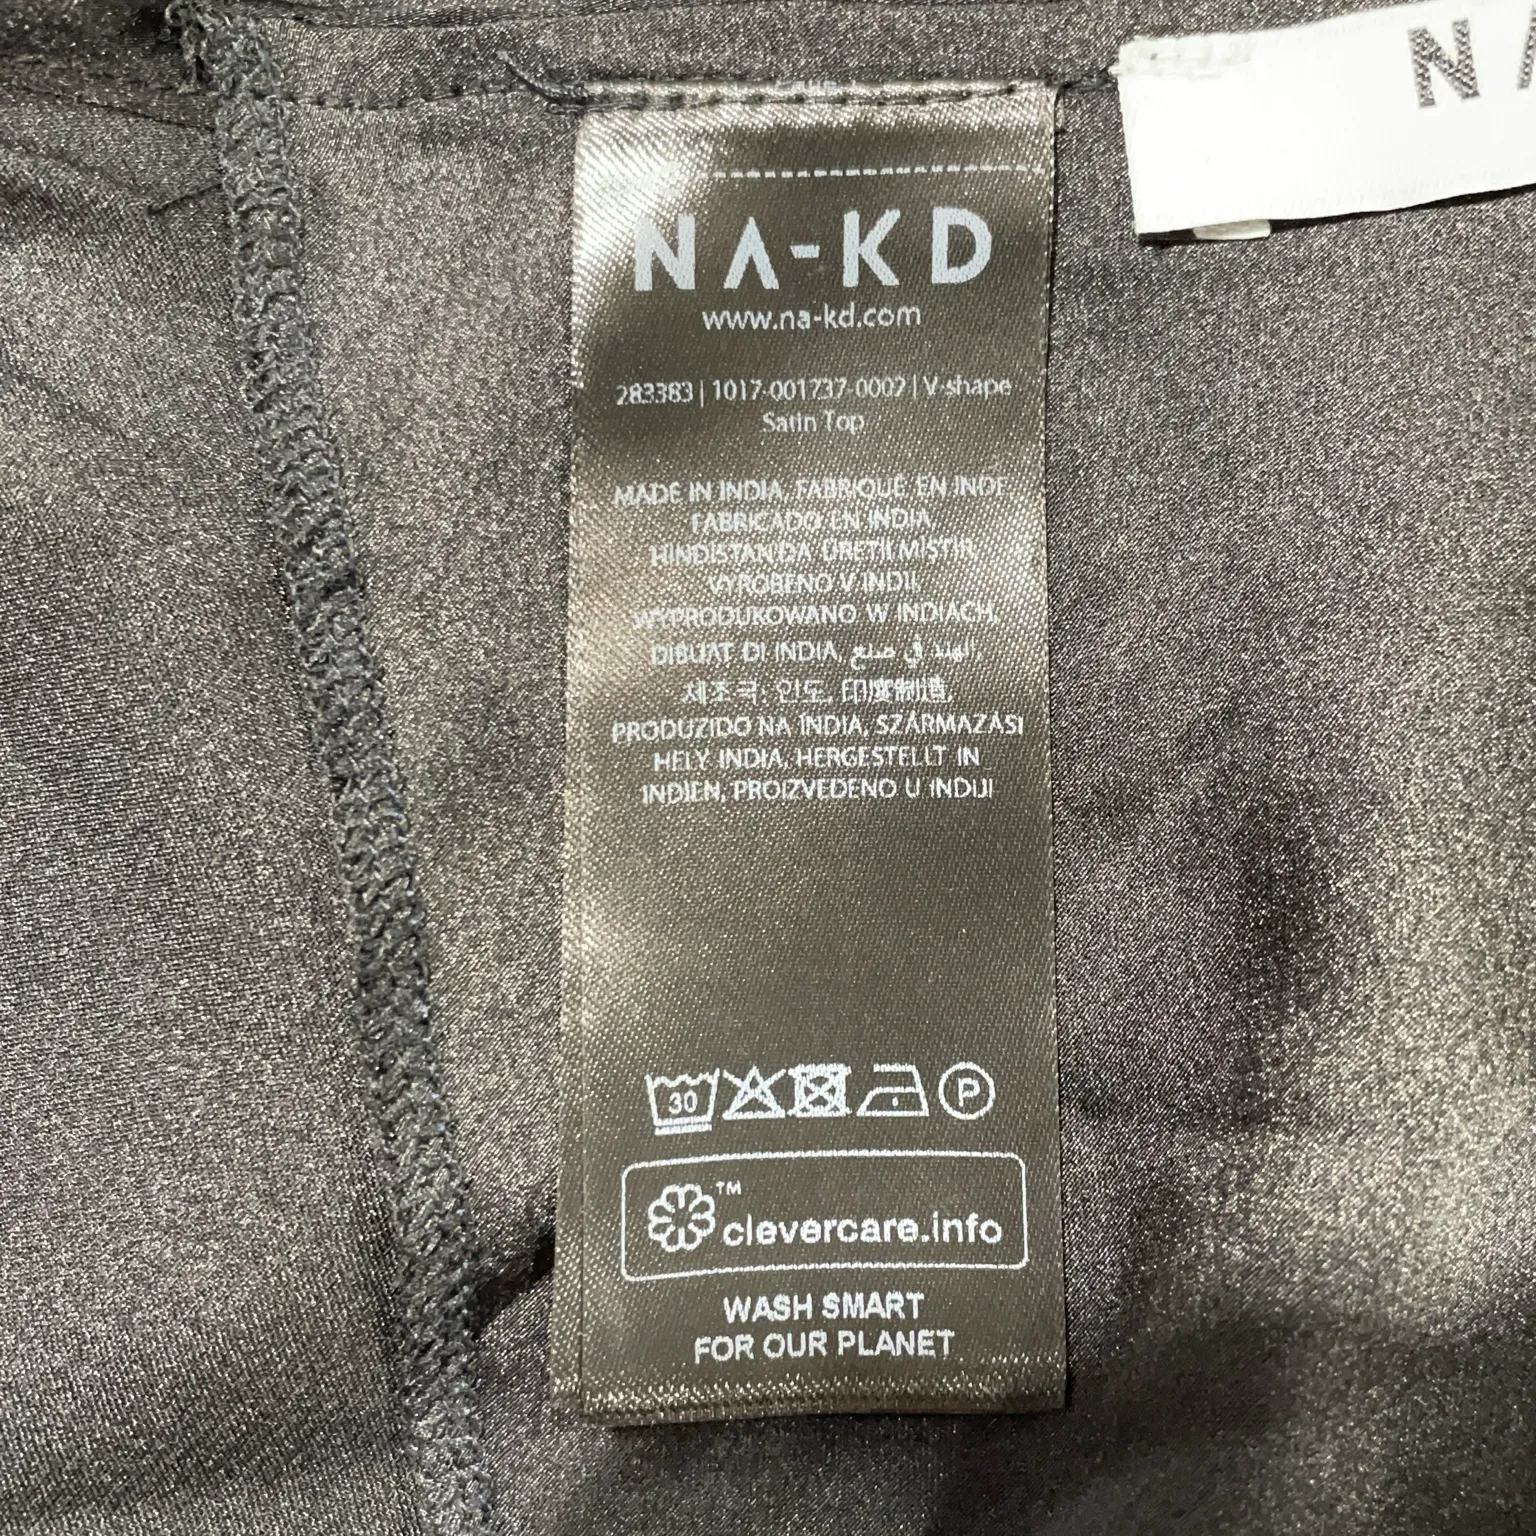 NA-KD
www.na-kd.com
283383 | 1017-001737-0002 | V-shape
Satin Top
MADE IN INDIA, FABRIQUÉ EN INDE,
FABRICADO EN INDIA,
HINDISTAN'DA ÜRETILMISTIR,
VYROBENO V INDII,
WYPRODUKOWANO W INDIACH,
DIBUAT DI INDIA, الهند في صنع,
제조국: 인도, 印度制造,
PRODUZIDO NA ÍNDIA, SZÁRMAZÁSI
HELY INDIA, HERGESTELLT IN
INDIEN, PROIZVEDENO U INDIJI
30 P
™
clevercare.info
WASH SMART
FOR OUR PLANET
N